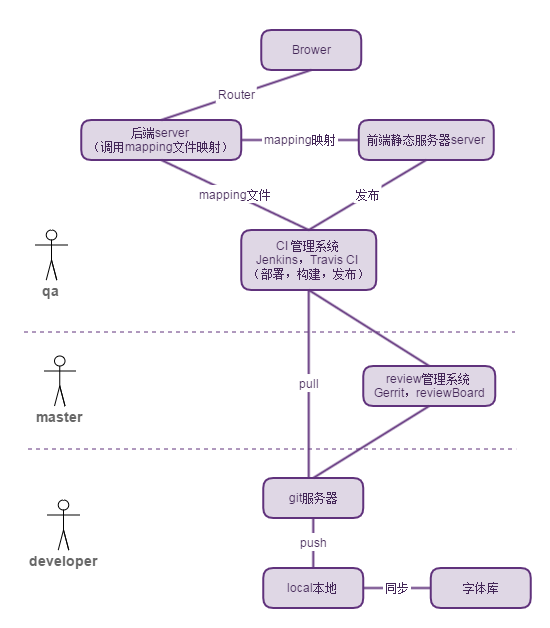 Brower
Router
后端server
（调用mapping文件映射）
mapping映射
前端静态服务器server
mapping文件
发布
CI 管理系统
Jenkins，Travis CI
（部署，构建，发布）
qa
pull
review管理系统
Gerrit，reviewBoard
master
git服务器
push
developer
local本地
同步
字体库